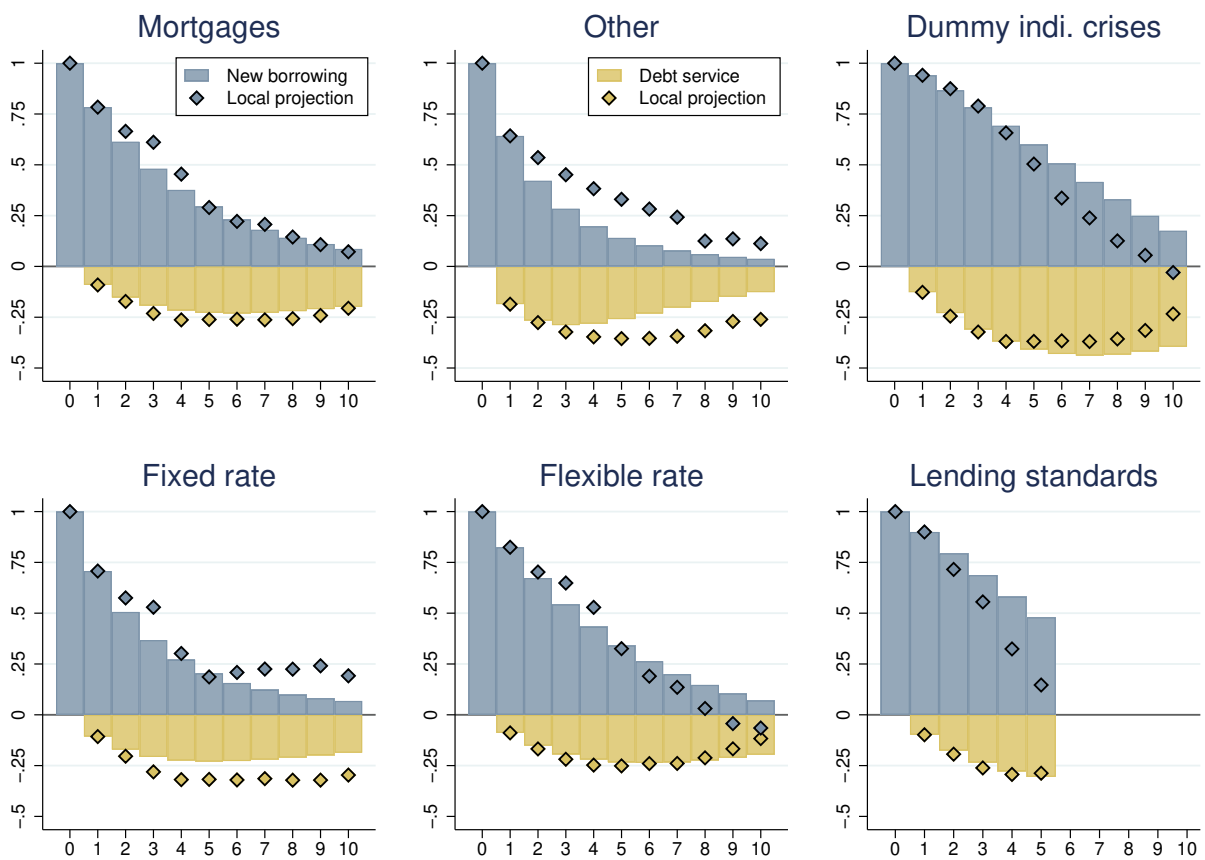 Mortgages
Other
Dummy indi. crises
New borrowing
Local projection
Debt service
Local projection
1
.75
.5
.25
0
-.25
-.5
0 1 2 3 4 5 6 7 8 9 10
1
.75
.5
.25
0
-.25
-.5
0 1 2 3 4 5 6 7 8 9 10
1
.75
.5
.25
0
-.25
-.5
0 1 2 3 4 5 6 7 8 9 10
Fixed rate
Flexible rate
Lending standards
1
.75
.5
.25
0
-.25
-.5
0 1 2 3 4 5 6 7 8 9 10
1
.75
.5
.25
0
-.25
-.5
0 1 2 3 4 5 6 7 8 9 10
1
.75
.5
.25
0
-.25
-.5
0 1 2 3 4 5 6 7 8 9 10